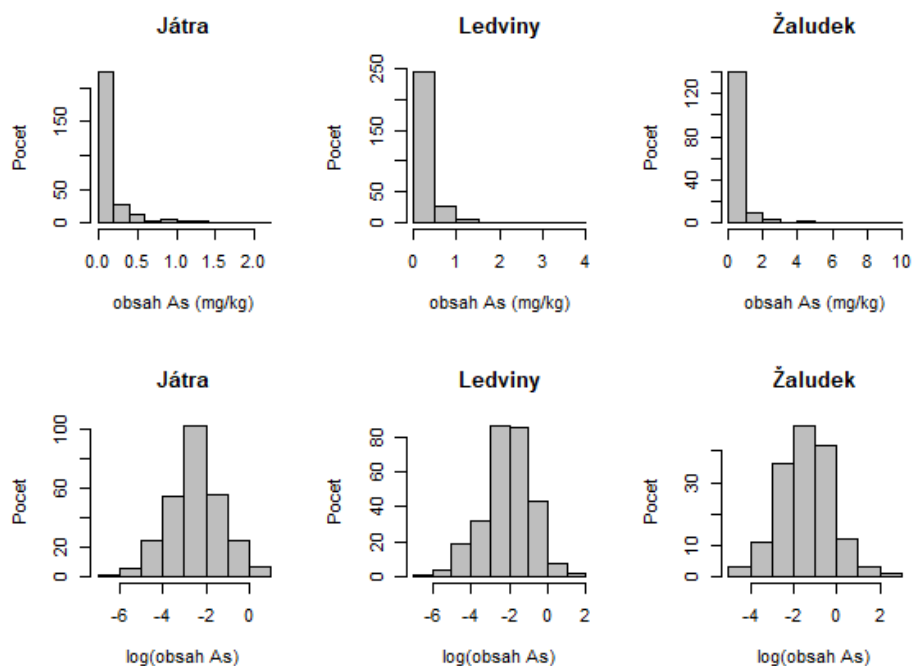 Játra
Pocet
0
50
150
0.0 0.5 1.0 1.5 2.0
obsah As (mg/kg)
Ledviny
Pocet
0
50
150
250
0 1 2 3 4
obsah As (mg/kg)
Žaludek
Pocet
0
40
80
120
0 2 4 6 8 10
obsah As (mg/kg)
Játra
Pocet
0
20
60
100
-6 -4 -2 0
log(obsah As)
Ledviny
Pocet
0
20
40
60
80
-6 -4 -2 0 2
log(obsah As)
Žaludek
Pocet
0
10
30
-4 -2 0 2
log(obsah As)